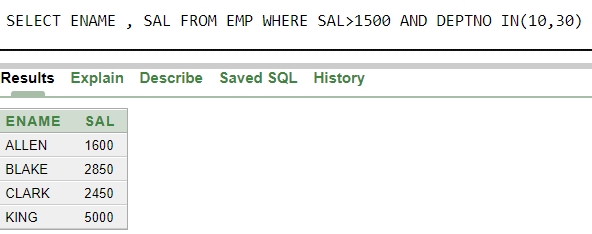 SELECT ENAME , SAL FROM EMP WHERE SAL>1500 AND DEPTNO IN(10,30)
Results Explain Describe Saved SQL History
ENAME SAL
ALLEN 1600
BLAKE 2850
CLARK 2450
KING 5000